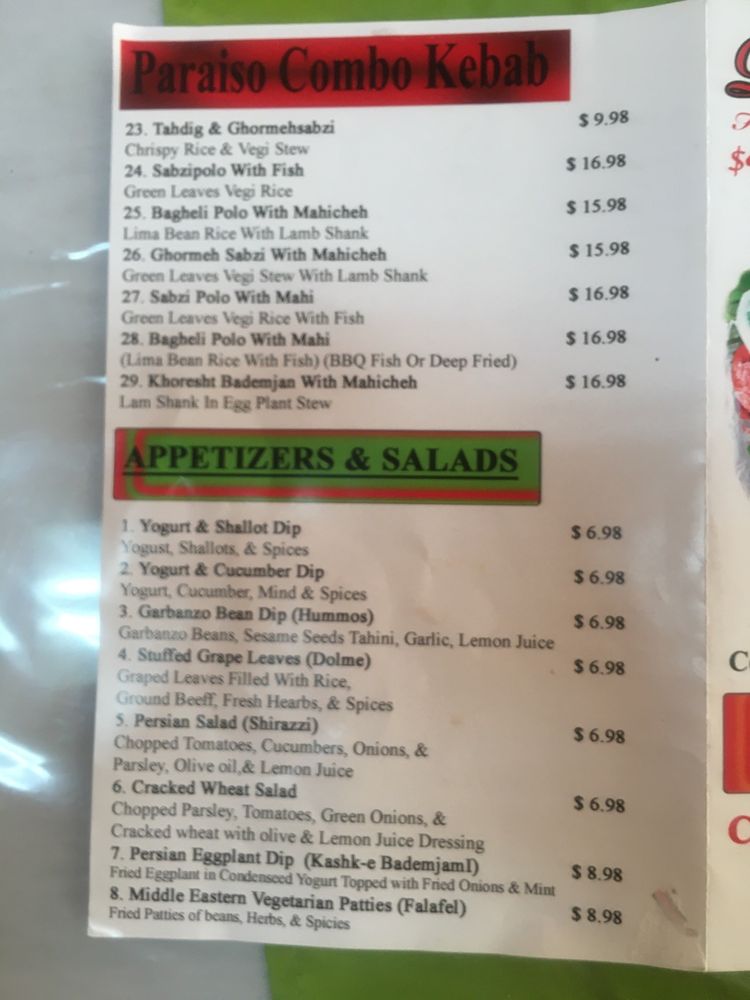 Paraiso Combo Kebab
23. Tahdig & Ghormehsabzi $ 9.98
Chrispy Rice & Vegi Stew
24. Sabzipolo With Fish $ 16.98
Green Leaves Vegi Rice
25. Bagheli Polo With Mahicheh $ 15.98
Lima Bean Rice With Lamb Shank
26. Ghormeh Sabzi With Mahicheh $ 15.98
Green Leaves Vegi Stew With Lamb Shank
27. Sabzi Polo With Mahi $ 16.98
Green Leaves Vegi Rice With Fish
28. Bagheli Polo With Mahi $ 16.98
(Lima Bean Rice With Fish) (BBQ Fish Or Deep Fried)
29. Khoresht Bademjan With Mahicheh $ 16.98
Lam Shank In Egg Plant Stew
APPETIZERS & SALADS
1. Yogurt & Shallot Dip $ 6.98
Yogust, Shallots, & Spices
2. Yogurt & Cucumber Dip $ 6.98
Yogurt, Cucumber, Mind & Spices
3. Garbanzo Bean Dip (Hummos) $ 6.98
Garbanzo Beans, Sesame Seeds Tahini, Garlic, Lemon Juice
4. Stuffed Grape Leaves (Dolme) $ 6.98
Graped Leaves Filled With Rice,
Ground Beeff, Fresh Hearbs, & Spices
5. Persian Salad (Shirazzi) $ 6.98
Chopped Tomatoes, Cucumbers, Onions, &
Parsley, Olive oil,& Lemon Juice
6. Cracked Wheat Salad $ 6.98
Chopped Parsley, Tomatoes, Green Onions, &
Cracked wheat with olive & Lemon Juice Dressing
7. Persian Eggplant Dip (Kashk-e BademjamI) $ 8.98
Fried Eggplant in Condenseed Yogurt Topped with Fried Onions & Mint
8. Middle Eastern Vegetarian Patties (Falafel) $ 8.98
Fried Patties of beans, Herbs, & Spicies